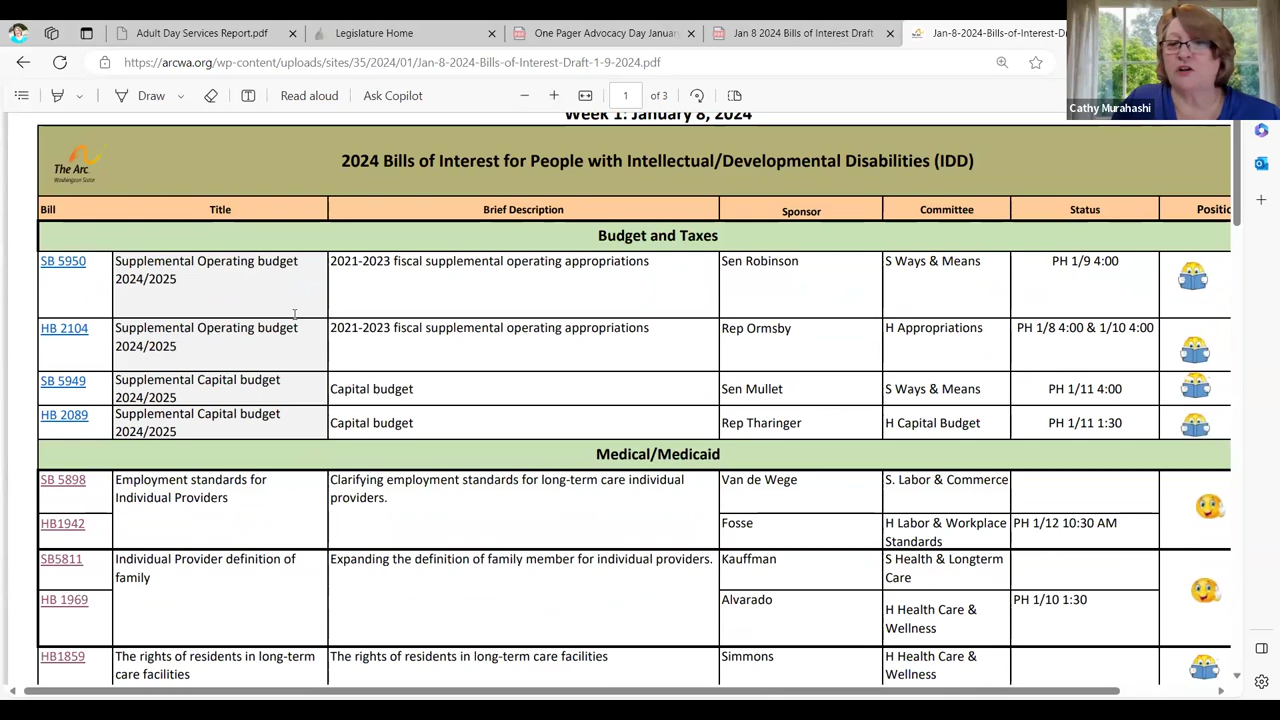 Adult Day Services Report.pdf
Legislature Home
One Pager Advocacy Day Januar
Jan 8 2024 Bills of Interest Draft
Jan-8-2024-Bills-of-Interest-D
https://arcwa.org/wp-content/uploads/sites/35/2024/01/Jan-8-2024-Bills-of-Interest-Draft-1-9-2024.pdf
Draw
Read aloud
Ask Copilot
1 of 3
Cathy Murahashi
Week 1: January 8, 2024
The Arc
Washington State
2024 Bills of Interest for People with Intellectual/Developmental Disabilities (IDD)
Bill Title Brief Description Sponsor Committee Status Positic
Budget and Taxes
SB 5950 Supplemental Operating budget 2021-2023 fiscal supplemental operating appropriations Sen Robinson S Ways & Means PH 1/9 4:00
2024/2025
HB 2104 Supplemental Operating budget 2021-2023 fiscal supplemental operating appropriations Rep Ormsby H Appropriations PH 1/8 4:00 & 1/10 4:00
2024/2025
SB 5949 Supplemental Capital budget Capital budget Sen Mullet S Ways & Means PH 1/11 4:00
2024/2025
HB 2089 Supplemental Capital budget Capital budget Rep Tharinger H Capital Budget PH 1/11 1:30
2024/2025
Medical/Medicaid
SB 5898 Employment standards for Clarifying employment standards for long-term care individual Van de Wege S. Labor & Commerce
Individual Providers providers.
HB1942 Fosse H Labor & Workplace PH 1/12 10:30 AM
Standards
SB5811 Individual Provider definition of Expanding the definition of family member for individual providers. Kauffman S Health & Longterm
family Care
HB 1969 Alvarado H Health Care & PH 1/10 1:30
Wellness
HB1859 The rights of residents in long-term The rights of residents in long-term care facilities Simmons H Health Care &
care facilities Wellness